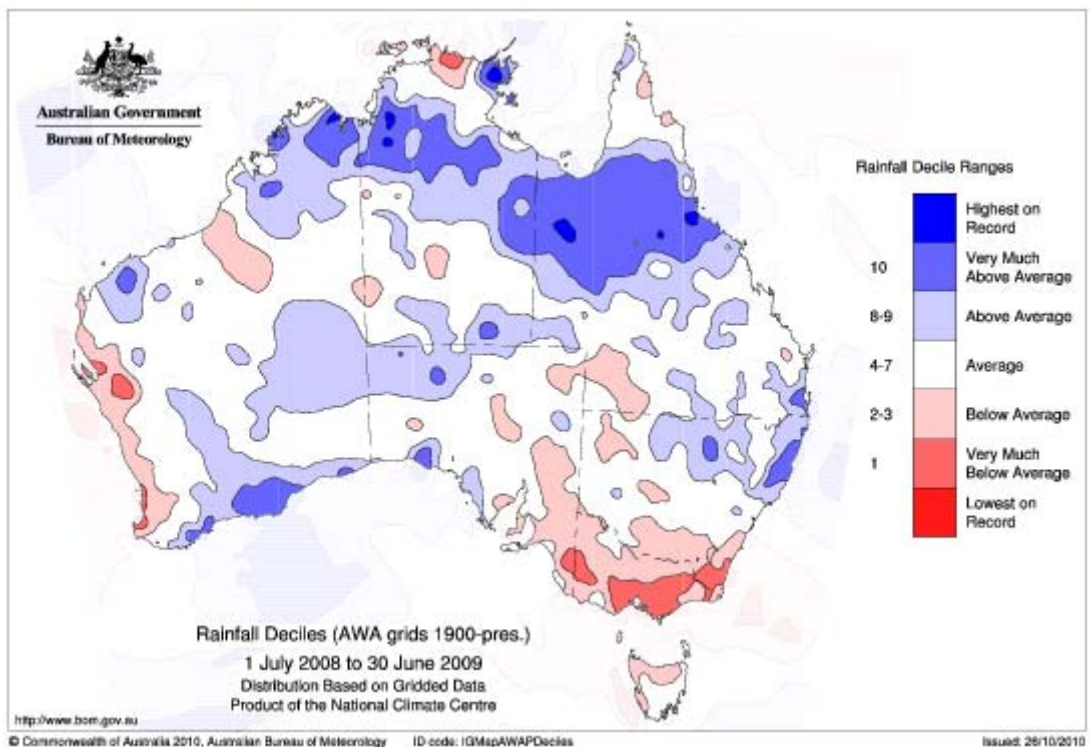 Australian Government
Bureau of Meteorology
Rainfall Decile Ranges
Highest on
Record
10
Very Much
Above Average
8-9
Above Average
4-7
Average
2-3
Below Average
1
Very Much
Below Average
Lowest on
Record
Rainfall Deciles (AWA grids 1900-pres.)
1 July 2008 to 30 June 2009
Distribution Based on Gridded Data
Product of the National Climate Centre
http://www.bom.gov.au
© Commonwealth of Australia 2010, Australian Bureau of Meteorology ID code: IGMapAWAPDeciles Issued: 26/10/2010